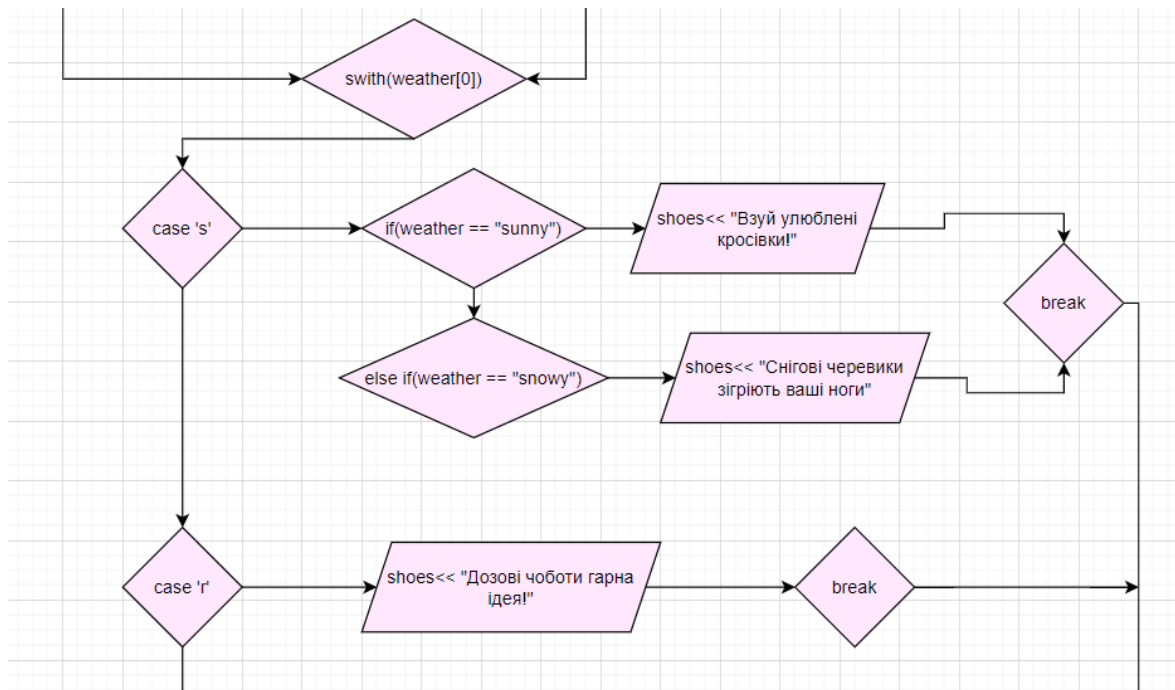 swith(weather[0])
case 's'
if(weather == "sunny")
shoes<< "Взуй улюблені
кросівки!"
break
else if(weather == "snowy")
shoes<< "Снігові черевики
зігріють ваші ноги"
case 'r'
shoes<< "Дозові чоботи гарна
ідея!"
break